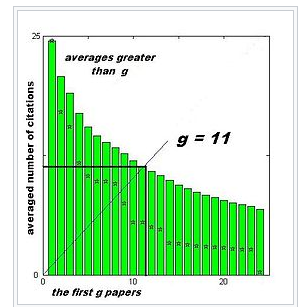 25
averages greater
than g
g = 11
averaged number of citations
0
0
10
20
the first g papers